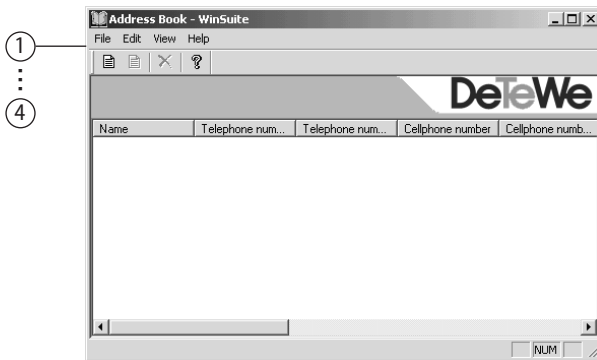 Address Book - WinSuite
File Edit View Help
1
4
DeTeWe
Name Telephone num... Telephone num... Cellphone number Cellphone numb...
NUM